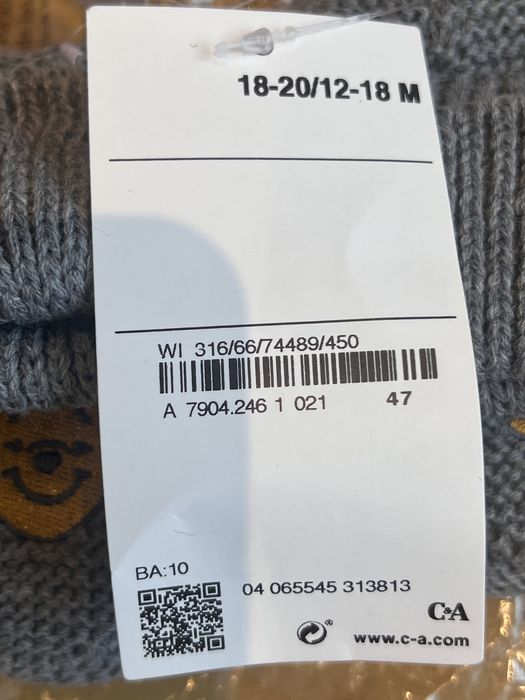 18-20/12-18 M
WI 316/66/74489/450
A 7904.246 1 021 47
BA:10
04 065545 313813
C&A
www.c-a.com